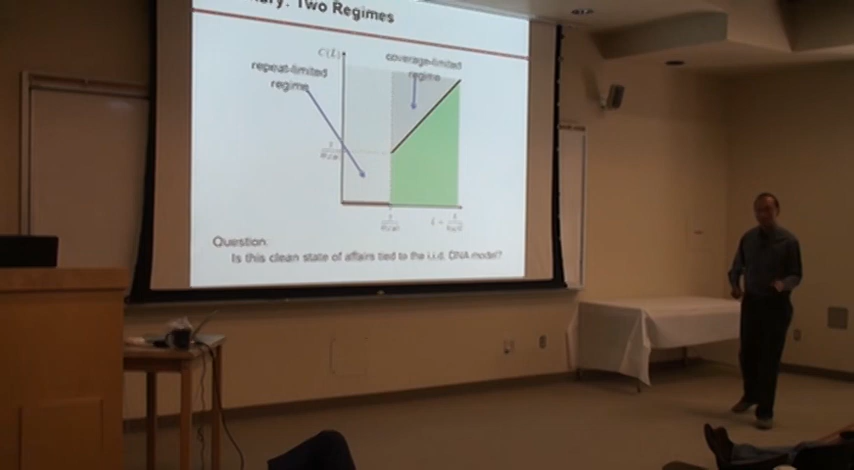 Two Regimes
C(L̄)
coverage-limited
regime
repeat-limited
regime
Question:
Is this clean state of affairs tied to the i.i.d. DNA model?